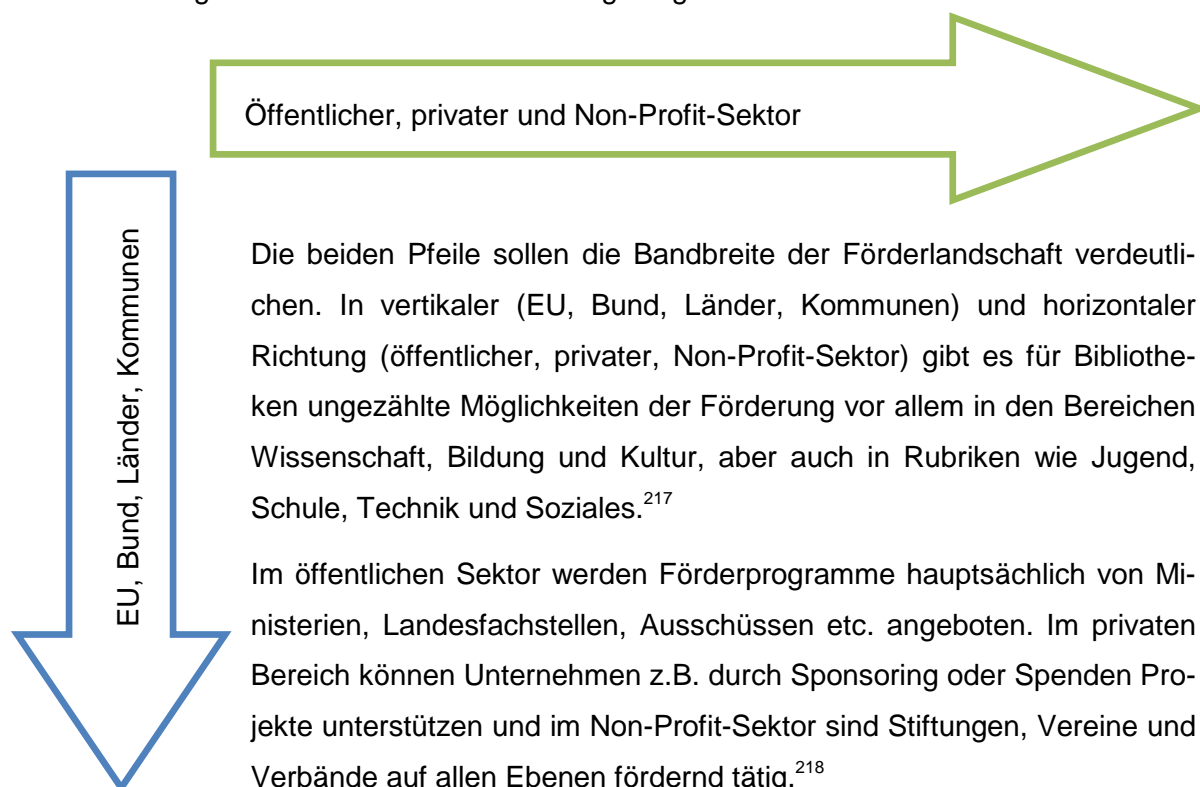 Öffentlicher, privater und Non-Profit-Sektor
EU, Bund, Länder, Kommunen
Die beiden Pfeile sollen die Bandbreite der Förderlandschaft verdeutli-
chen. In vertikaler (EU, Bund, Länder, Kommunen) und horizontaler
Richtung (öffentlicher, privater, Non-Profit-Sektor) gibt es für Bibliothe-
ken ungezählte Möglichkeiten der Förderung vor allem in den Bereichen
Wissenschaft, Bildung und Kultur, aber auch in Rubriken wie Jugend,
Schule, Technik und Soziales.217
Im öffentlichen Sektor werden Förderprogramme hauptsächlich von Mi-
nisterien, Landesfachstellen, Ausschüssen etc. angeboten. Im privaten
Bereich können Unternehmen z.B. durch Sponsoring oder Spenden Pro-
jekte unterstützen und im Non-Profit-Sektor sind Stiftungen, Vereine und
Verbände auf allen Ebenen fördernd tätig.218